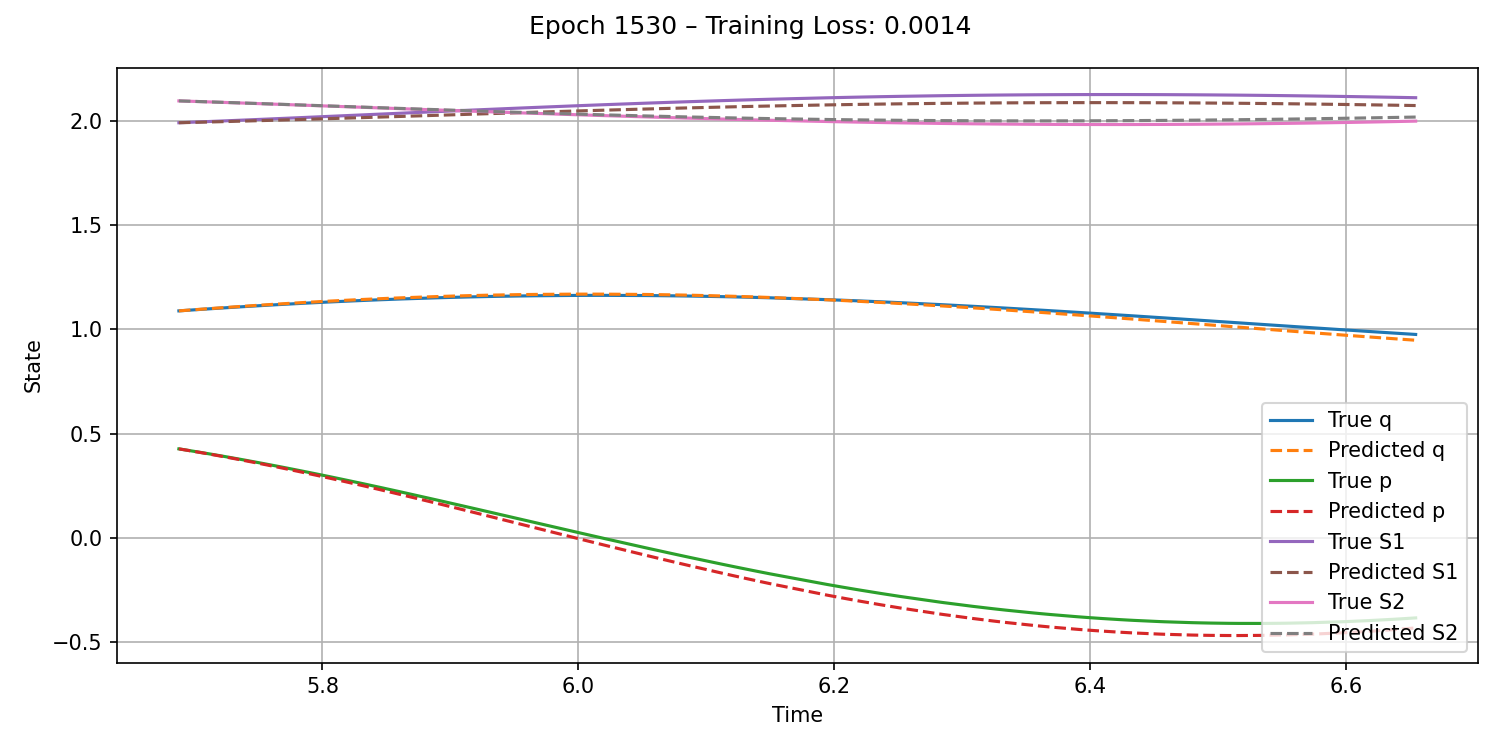 Epoch 1530 – Training Loss: 0.0014
2.0
1.5
1.0
0.5
0.0
−0.5
State
5.8
6.0
6.2
6.4
6.6
Time
True q
Predicted q
True p
Predicted p
True S1
Predicted S1
True S2
Predicted S2